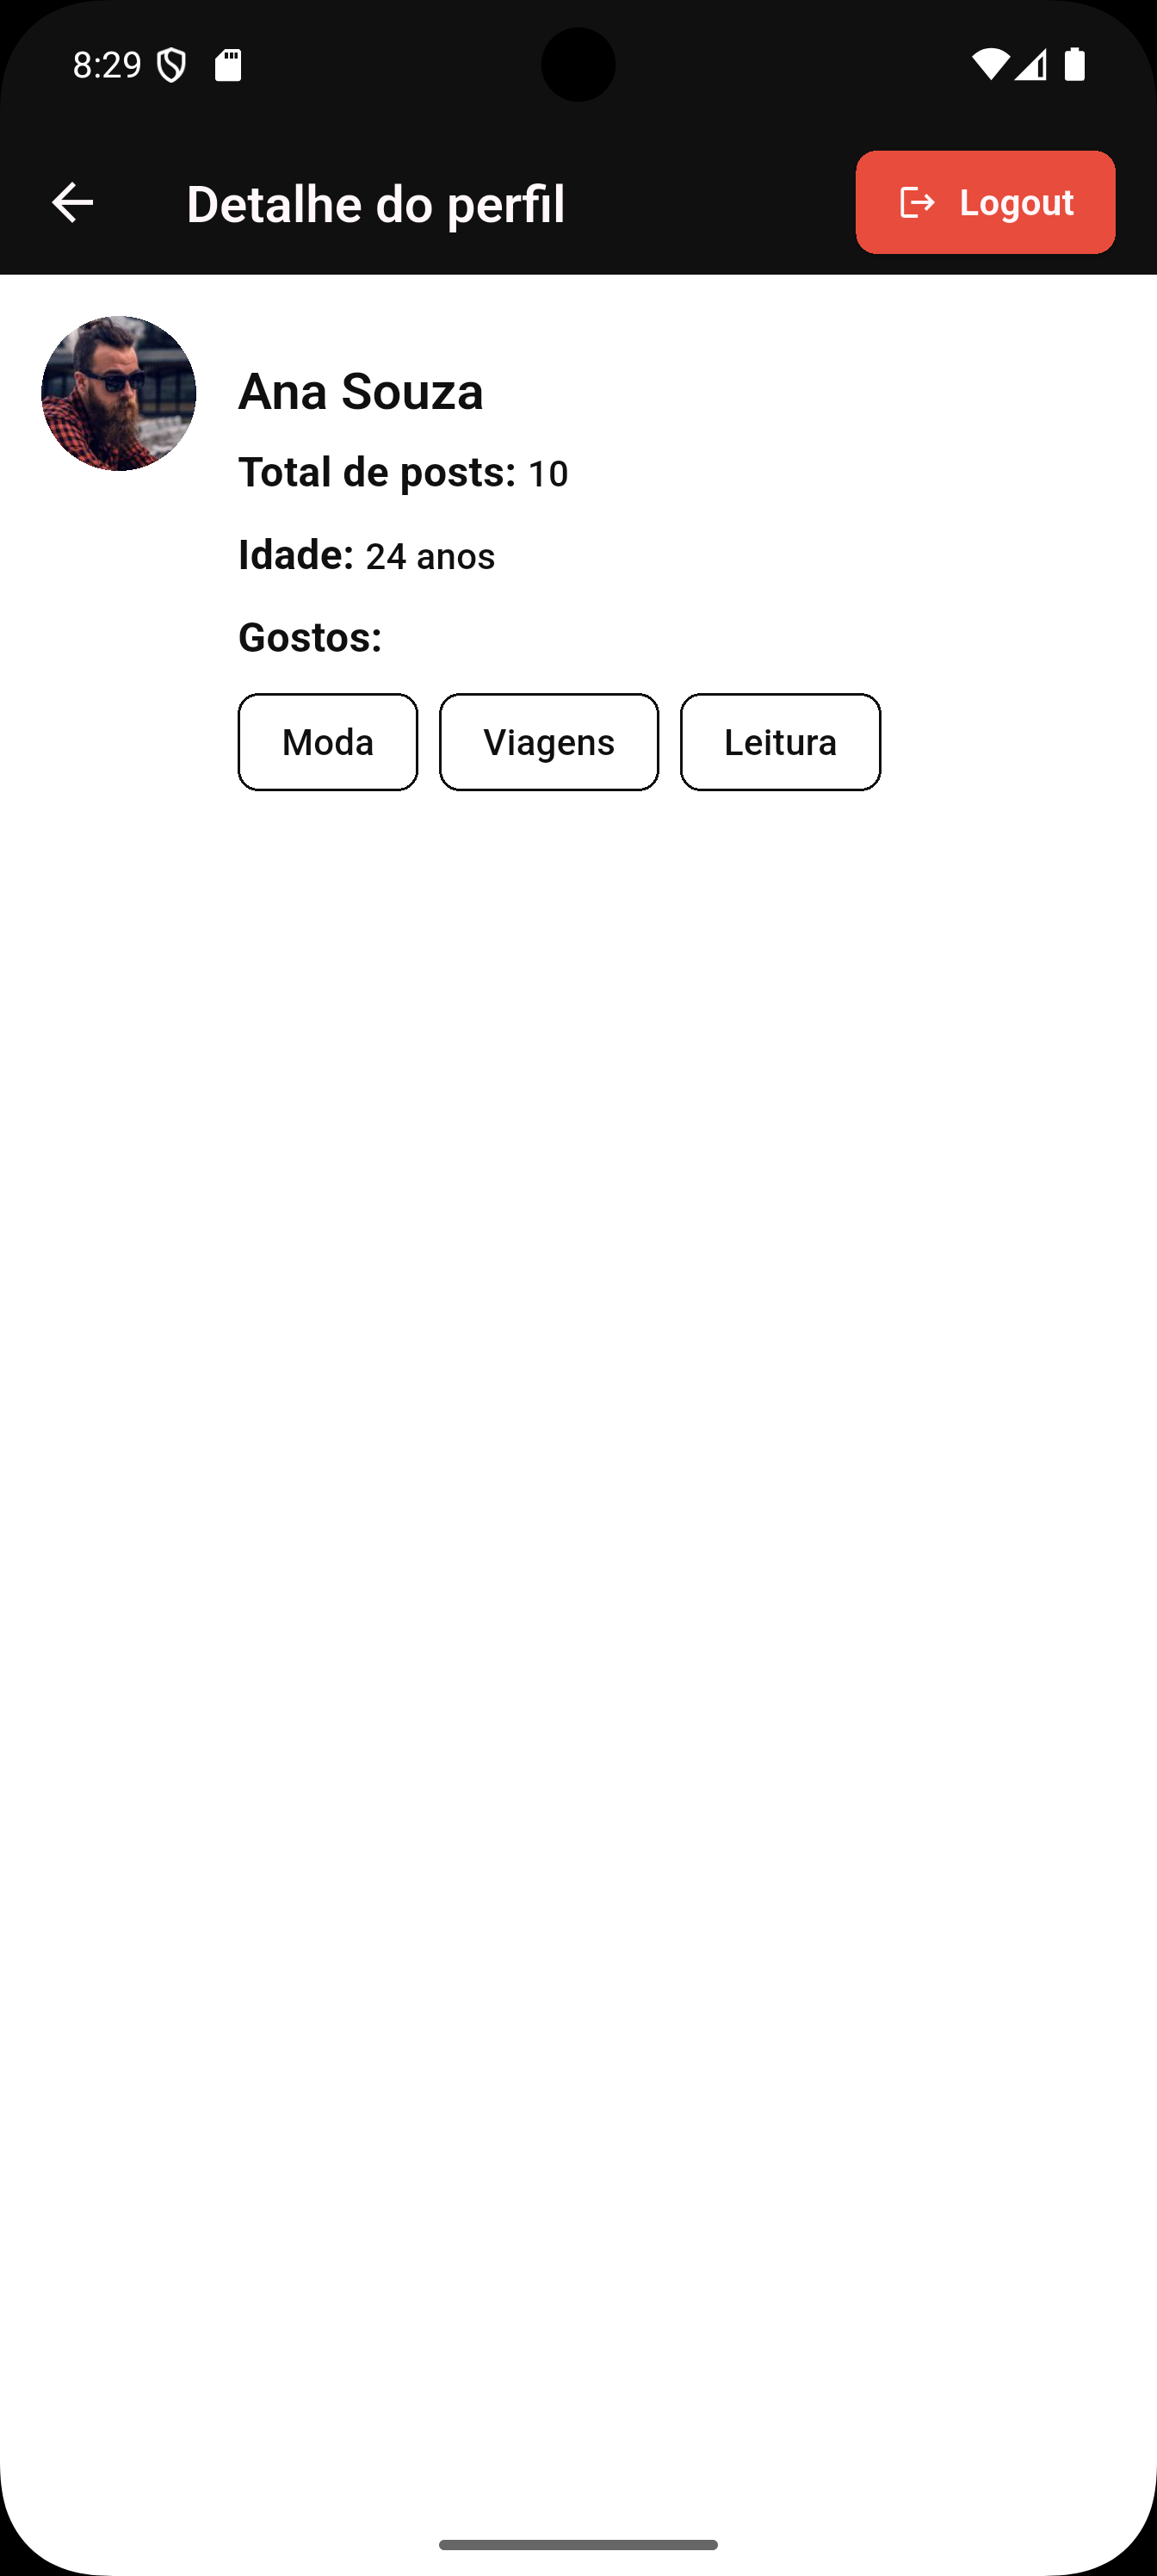 8:29
Detalhe do perfil
Logout
Ana Souza
Total de posts: 10
Idade: 24 anos
Gostos:
Moda Viagens Leitura